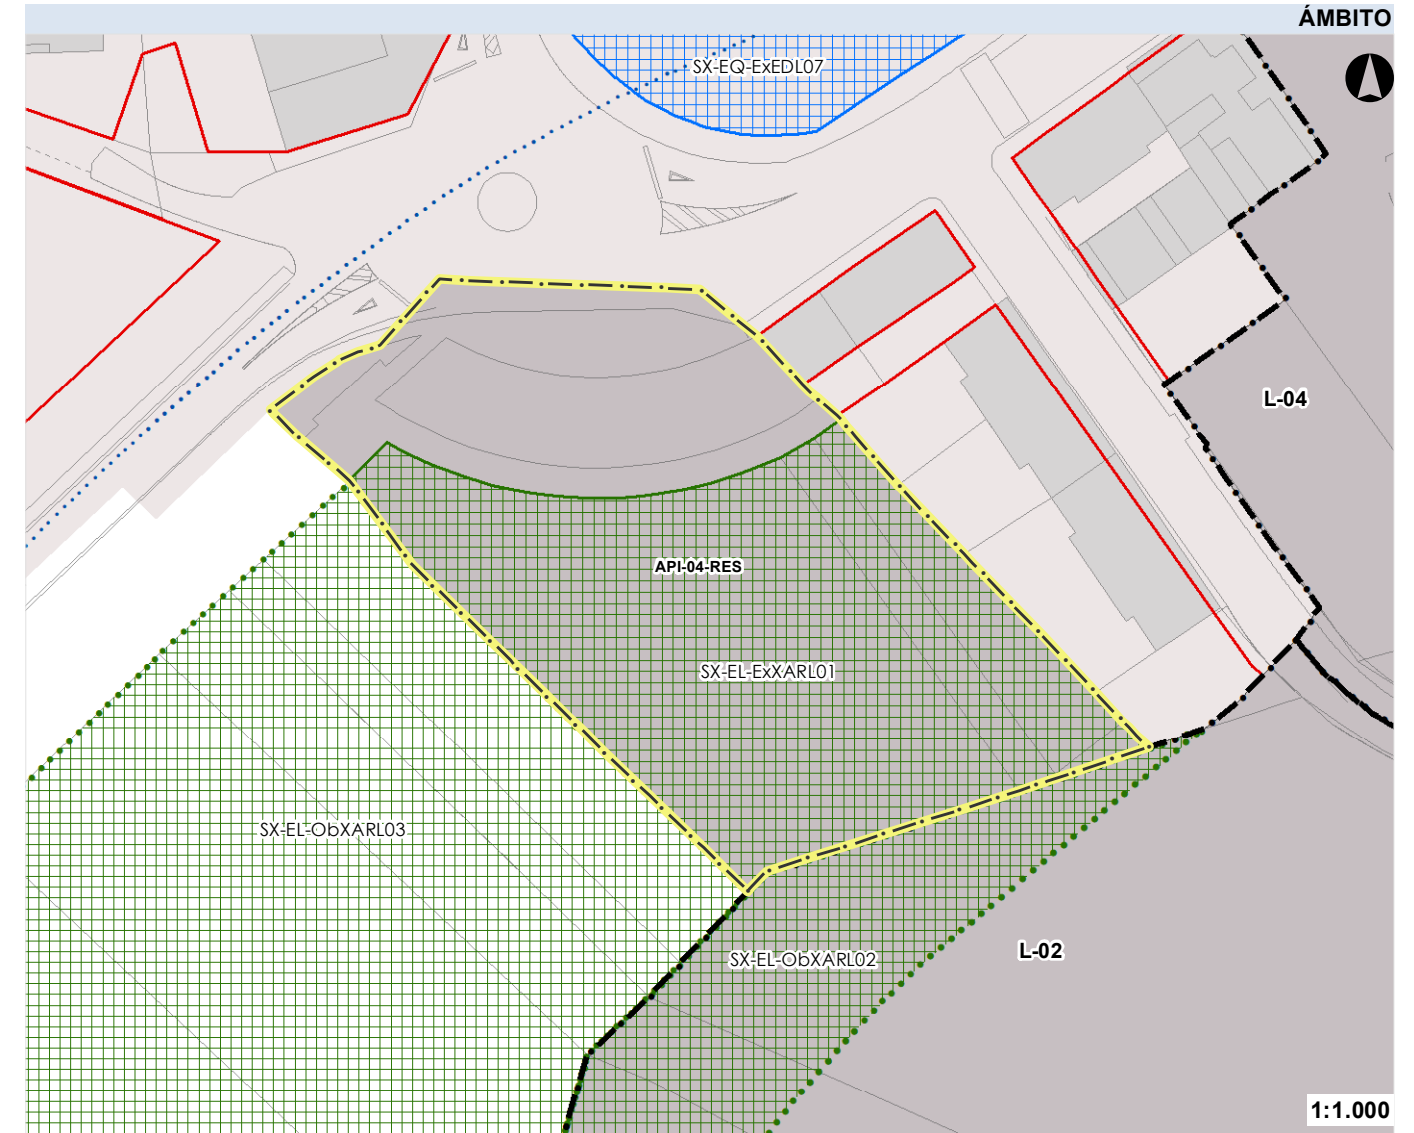 ÁMBITO
SX-EQ-ExEDL07
L-04
API-04-RES
SX-EL-ExXARL01
SX-EL-ObXARL03
L-02
SX-EL-ObXARL02
1:1.000